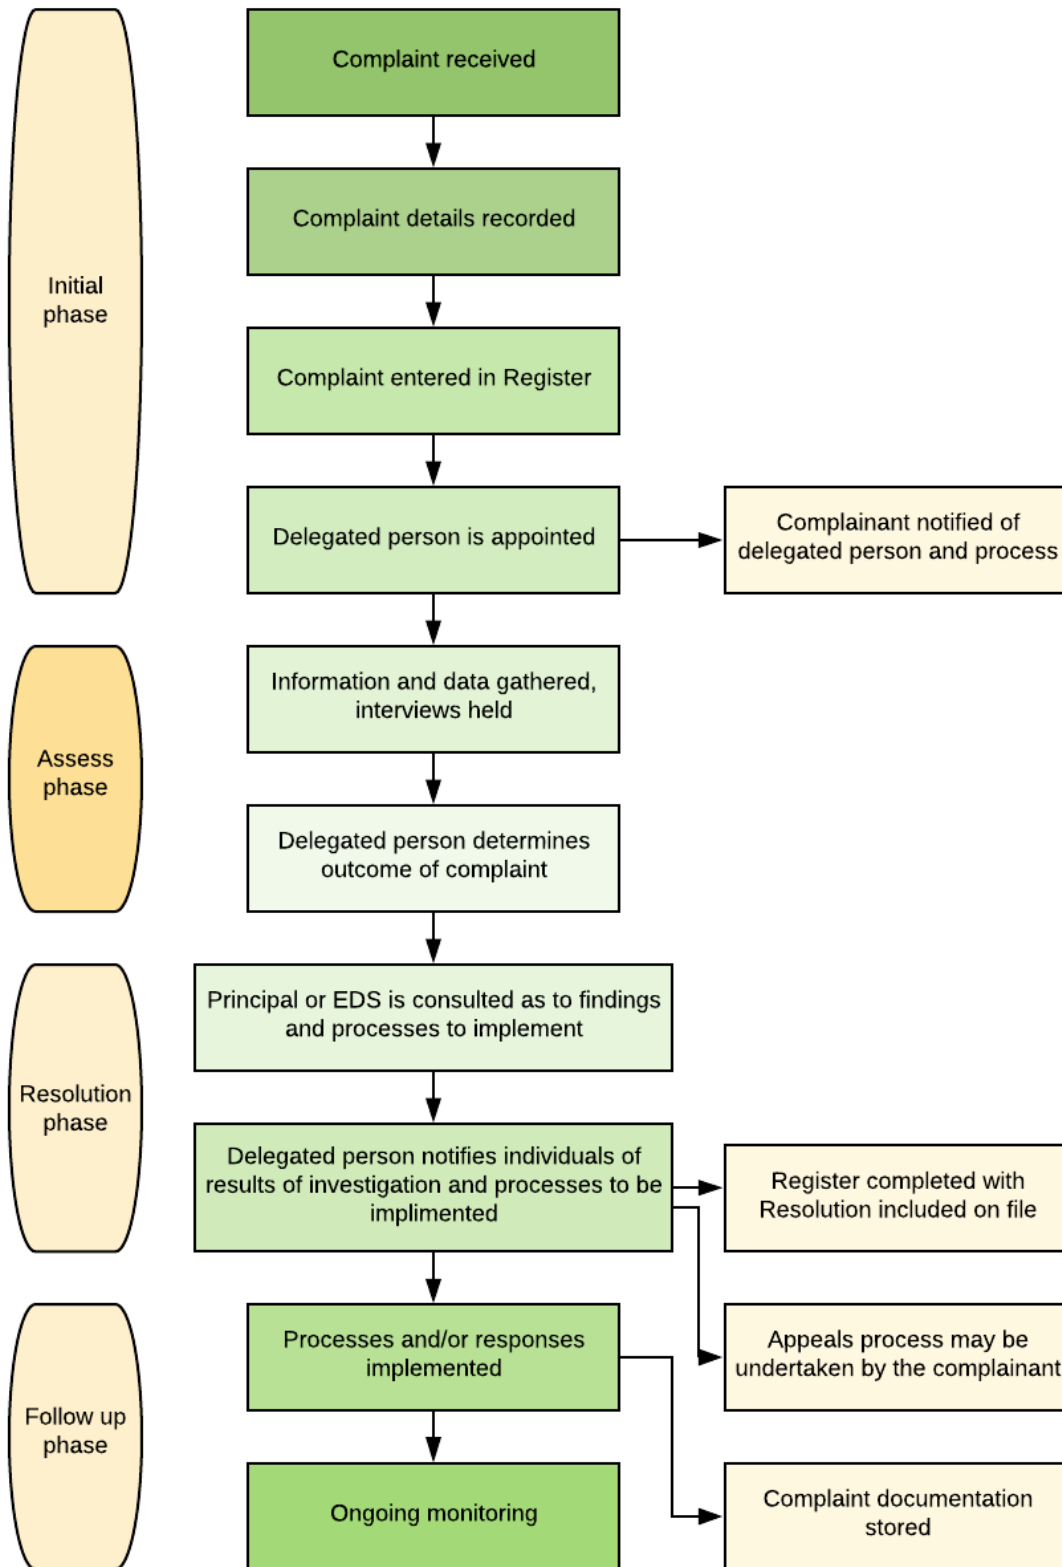 Complaint received
Complaint details recorded
Initial
phase
Complaint entered in Register
Delegated person is appointed
Complainant notified of
delegated person and process
Assess
phase
Information and data gathered,
interviews held
Delegated person determines
outcome of complaint
Resolution
phase
Principal or EDS is consulted as to findings
and processes to implement
Delegated person notifies individuals of
results of investigation and processes to be
implimented
Register completed with
Resolution included on file
Follow up
phase
Processes and/or responses
implemented
Appeals process may be
undertaken by the complainant
Ongoing monitoring
Complaint documentation
stored